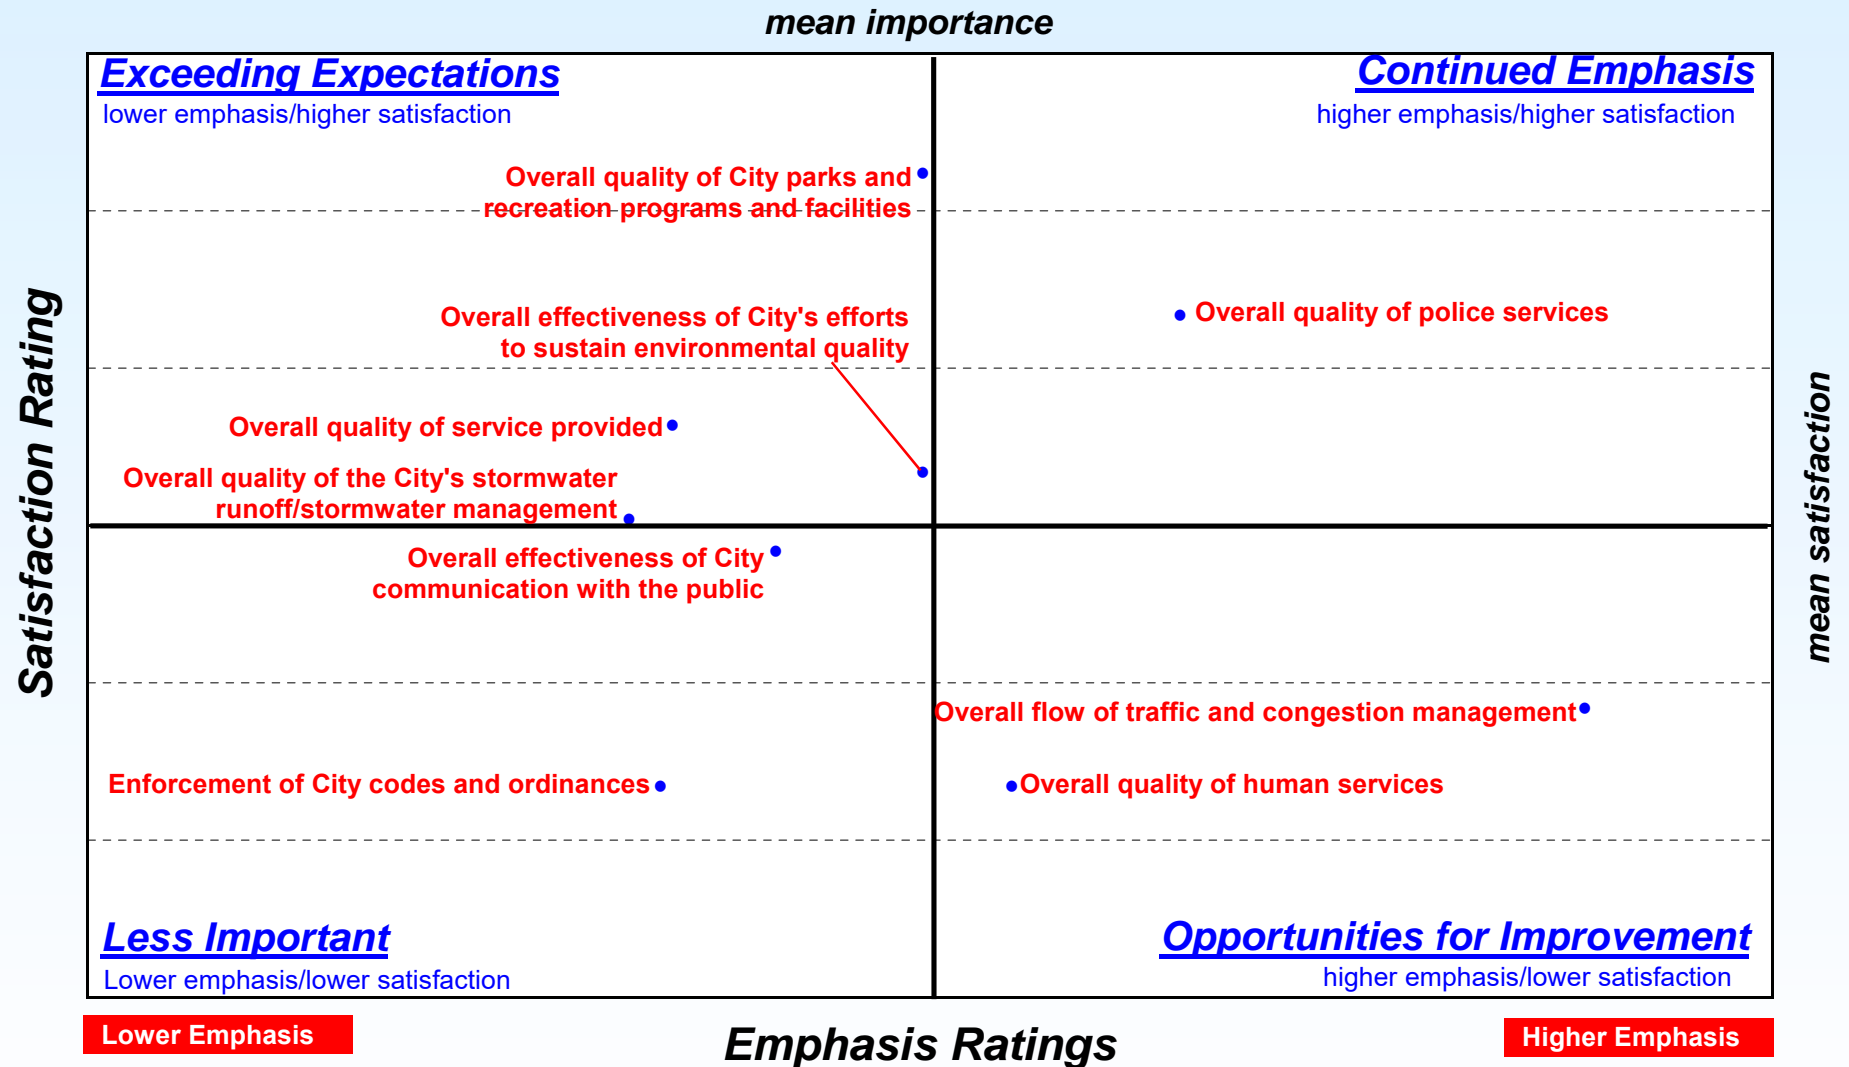 mean importance
Exceeding Expectations
lower emphasis/higher satisfaction
Continued Emphasis
higher emphasis/higher satisfaction
Overall quality of City parks and
recreation programs and facilities
Overall effectiveness of City's efforts
to sustain environmental quality
Overall quality of police services
Overall quality of service provided
Overall quality of the City's stormwater
runoff/stormwater management
Satisfaction Rating
mean satisfaction
Overall effectiveness of City
communication with the public
Overall flow of traffic and congestion management
Enforcement of City codes and ordinances
Overall quality of human services
Less Important
Lower emphasis/lower satisfaction
Opportunities for Improvement
higher emphasis/lower satisfaction
Lower Emphasis
Emphasis Ratings
Higher Emphasis